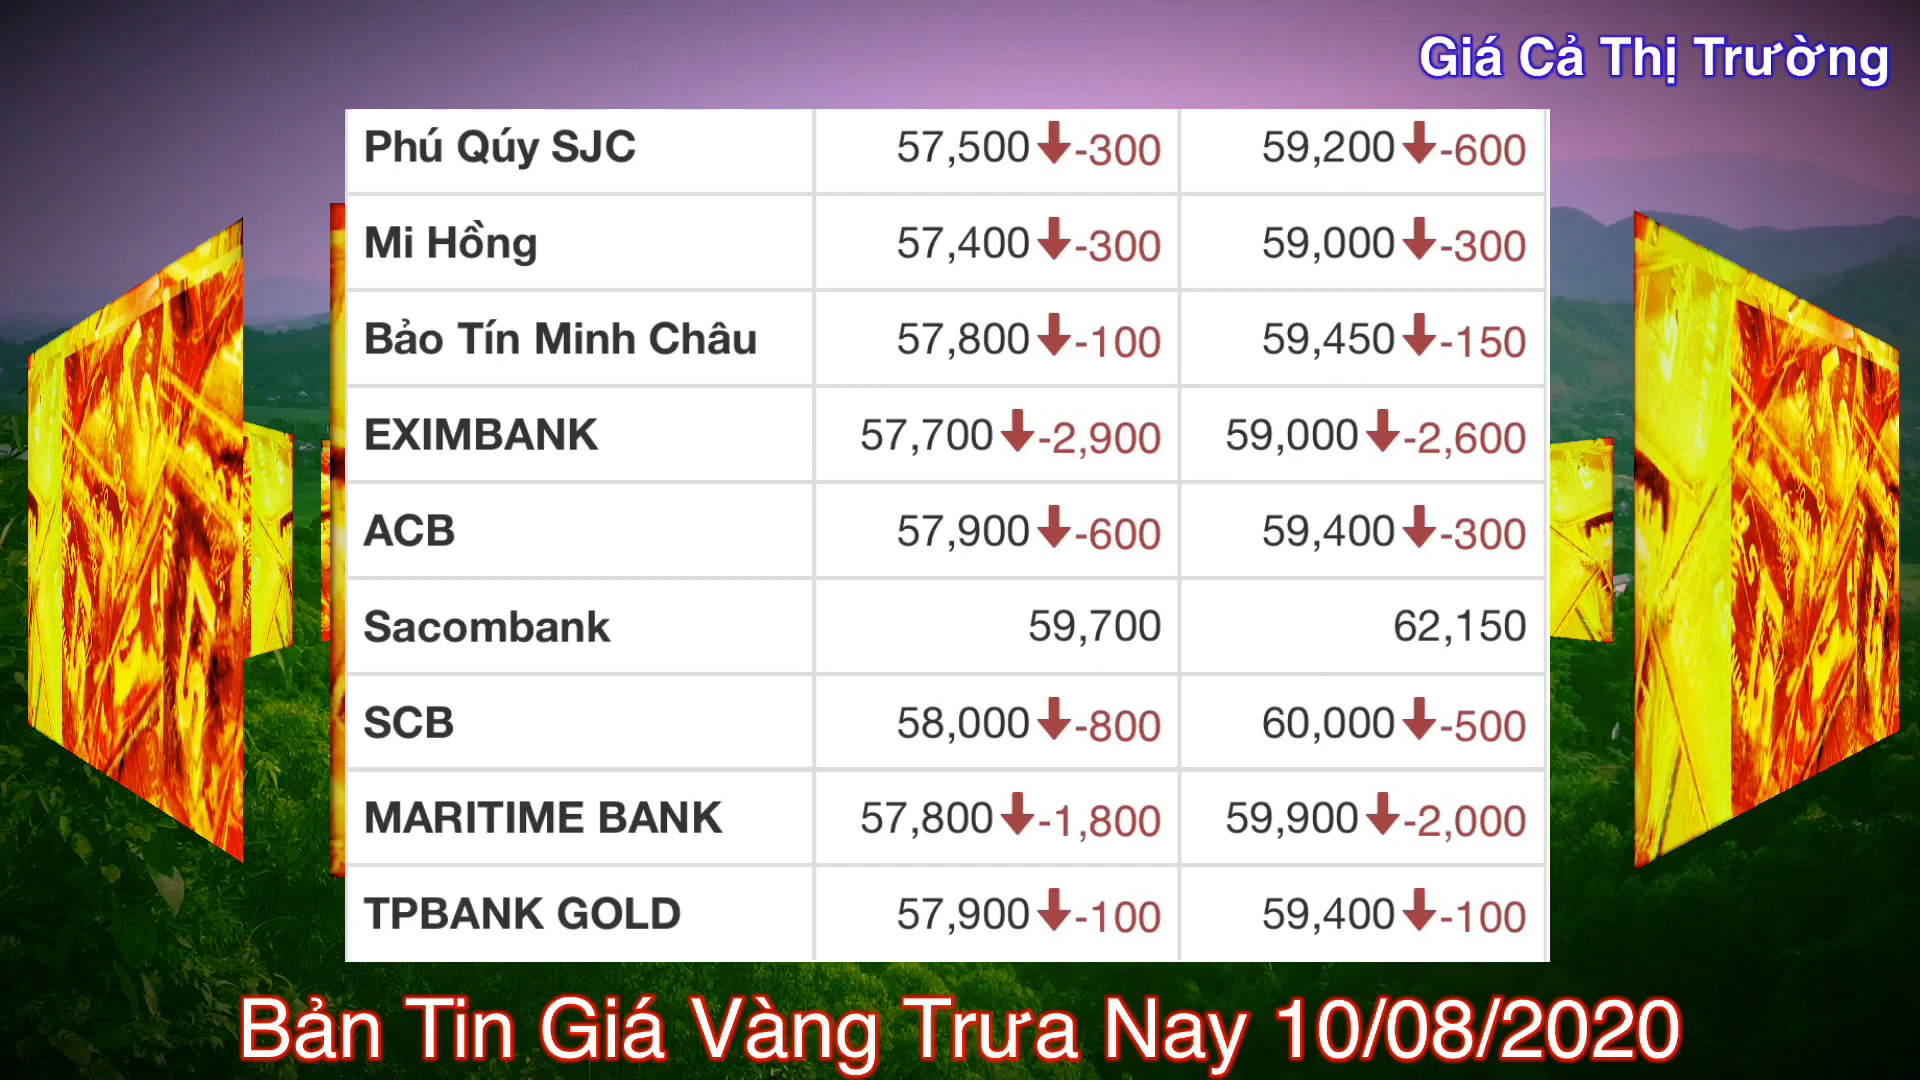 Giá Cả Thị Trường
Phú Qúy SJC 57,500 -300 59,200 -600
Mi Hồng 57,400 -300 59,000 -300
Bảo Tín Minh Châu 57,800 -100 59,450 -150
EXIMBANK 57,700 -2,900 59,000 -2,600
ACB 57,900 -600 59,400 -300
Sacombank 59,700 62,150
SCB 58,000 -800 60,000 -500
MARITIME BANK 57,800 -1,800 59,900 -2,000
TPBANK GOLD 57,900 -100 59,400 -100
Bản Tin Giá Vàng Trưa Nay 10/08/2020